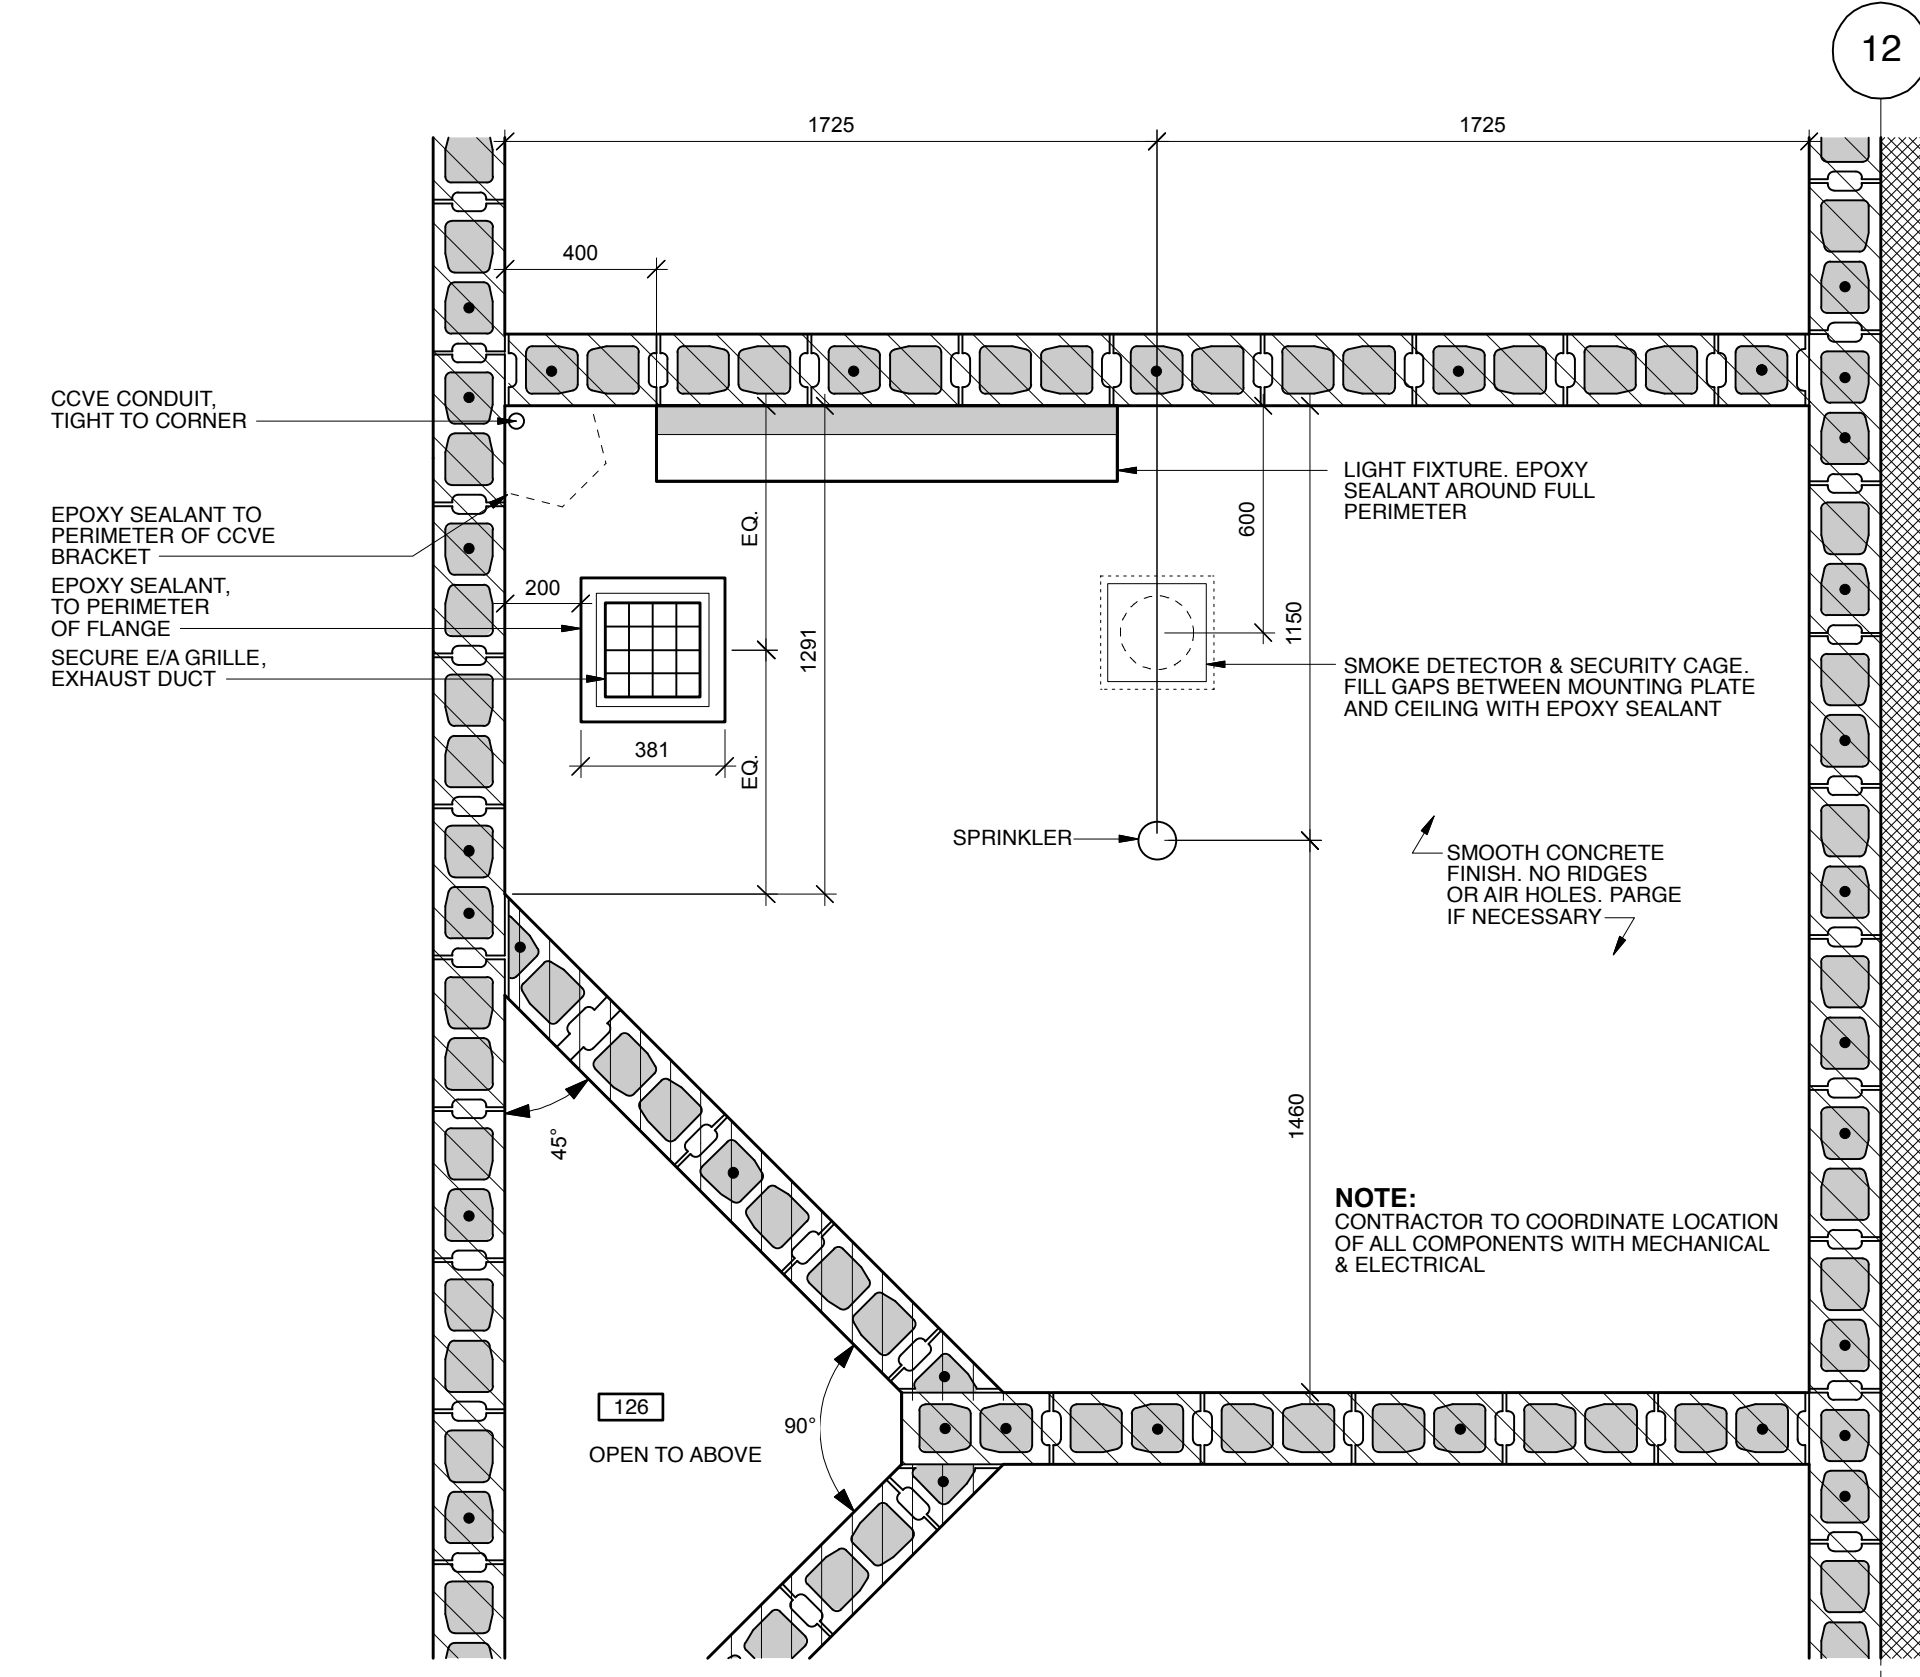 12
1725
1725
400
CCVE CONDUIT,
TIGHT TO CORNER
EPOXY SEALANT TO
PERIMETER OF CCVE
BRACKET
EPOXY SEALANT,
TO PERIMETER
OF FLANGE
SECURE E/A GRILLE,
EXHAUST DUCT
200
381
EQ.
EQ.
1291
LIGHT FIXTURE. EPOXY
SEALANT AROUND FULL
PERIMETER
600
1150
SMOKE DETECTOR & SECURITY CAGE.
FILL GAPS BETWEEN MOUNTING PLATE
AND CEILING WITH EPOXY SEALANT
SPRINKLER
SMOOTH CONCRETE
FINISH. NO RIDGES
OR AIR HOLES. PARGE
IF NECESSARY
1460
45°
NOTE:
CONTRACTOR TO COORDINATE LOCATION
OF ALL COMPONENTS WITH MECHANICAL
& ELECTRICAL
126
OPEN TO ABOVE
90°